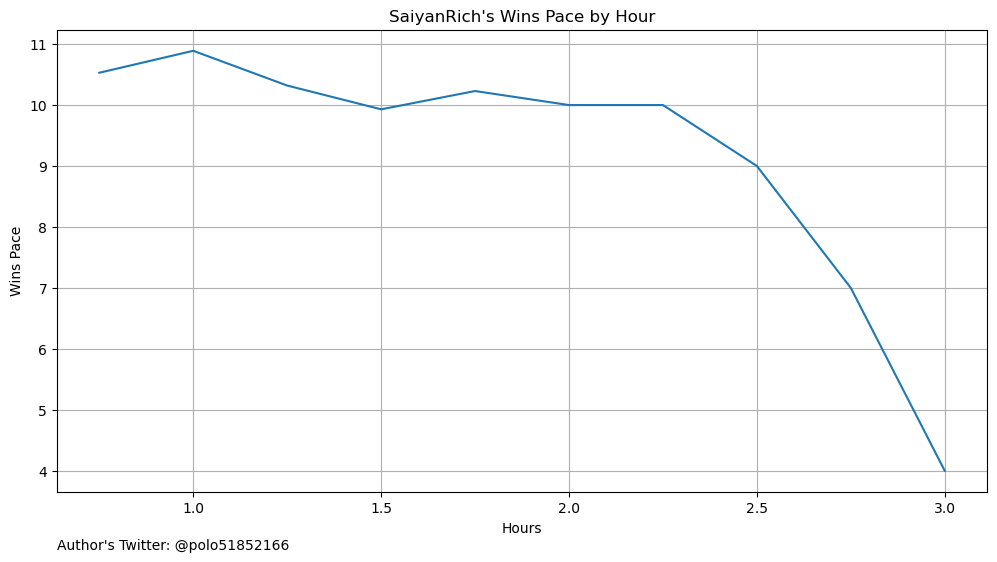 SaiyanRich's Wins Pace by Hour
11
10
9
8
7
6
5
4
Wins Pace
1.0 1.5 2.0 2.5 3.0
Hours
Author's Twitter: @polo51852166